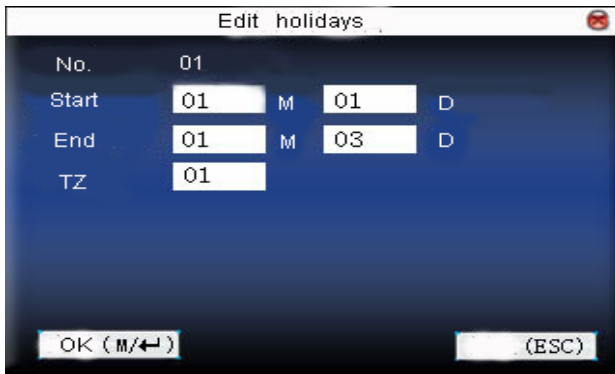 Edit holidays
No. 01
Start 01 M 01 D
End 01 M 03 D
TZ 01
OK (M/↵) (ESC)